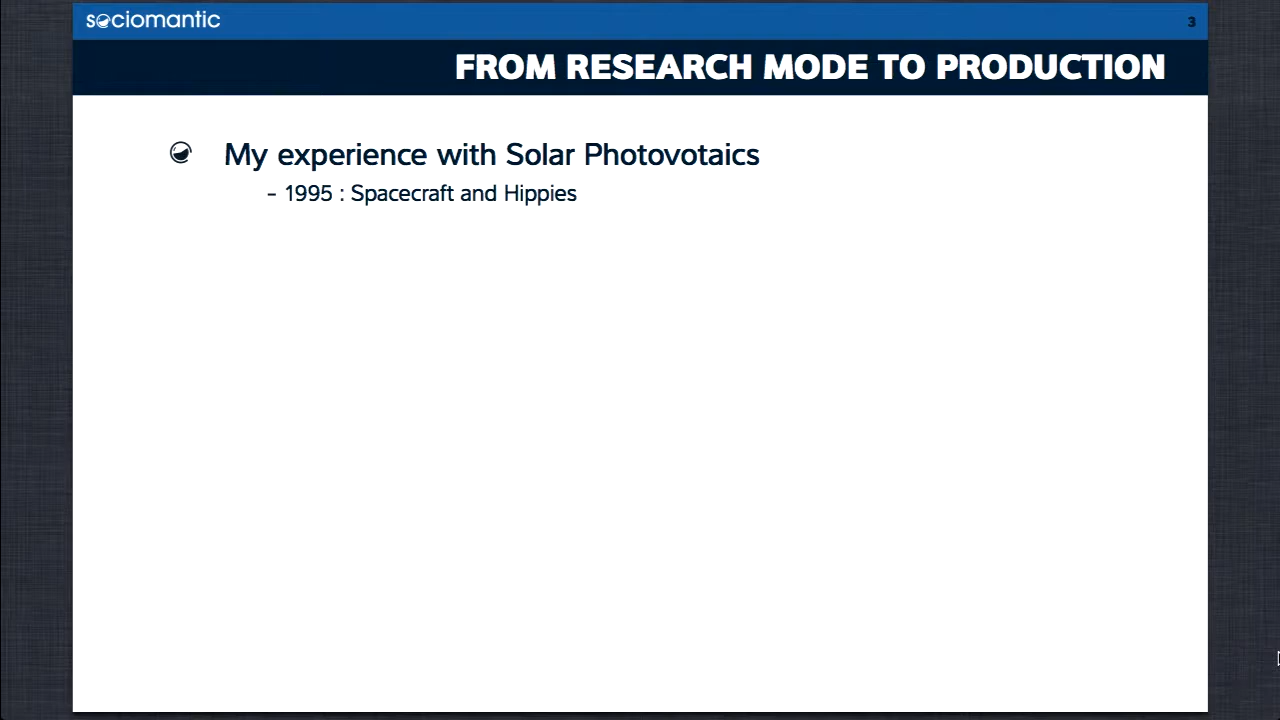 sociomantic
3
FROM RESEARCH MODE TO PRODUCTION
My experience with Solar Photovotaics
- 1995 : Spacecraft and Hippies